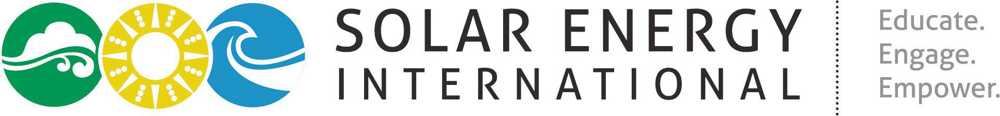 SOLAR ENERGY
INTERNATIONAL
Educate.
Engage.
Empower.